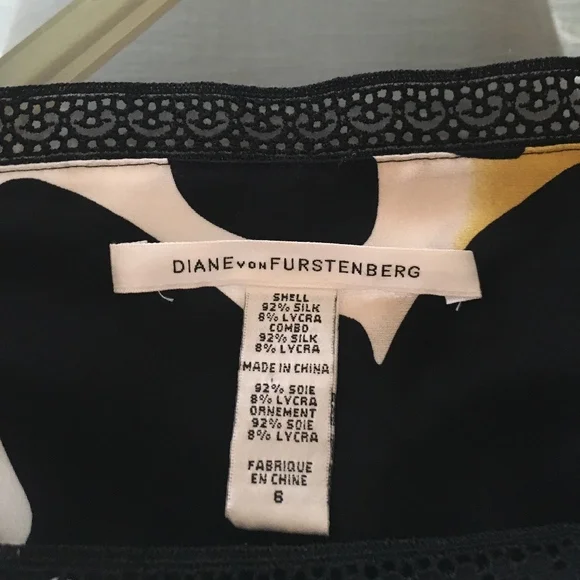 DIANE VON FURSTENBERG
SHELL
92% SILK
8% LYCRA
COMBO
92% SILK
8% LYCRA
MADE IN CHINA
92% SOIE
8% LYCRA
ORNEMENT
92% SOIE
8% LYCRA
FABRIQUE
EN CHINE
6